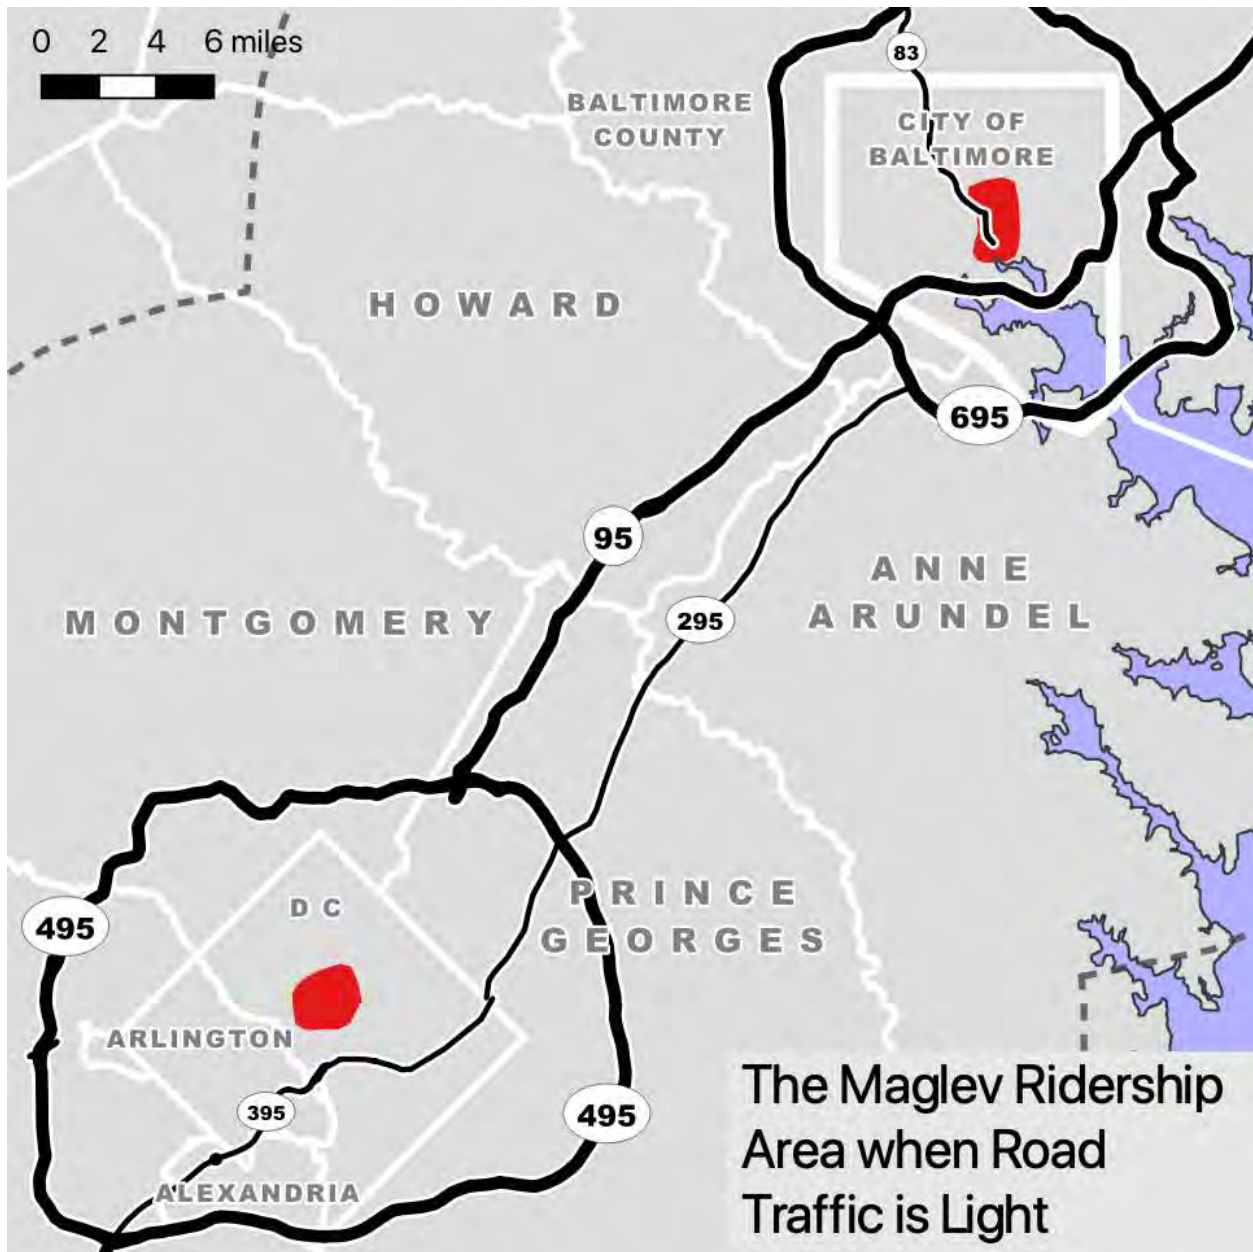 0 2 4 6 miles
83
BALTIMORE
COUNTY
CITY OF
BALTIMORE
HOWARD
695
95
ANNE
ARUNDEL
MONTGOMERY
295
PRINCE
GEORGES
DC
495
ARLINGTON
395
495
ALEXANDRIA
The Maglev Ridership
Area when Road
Traffic is Light